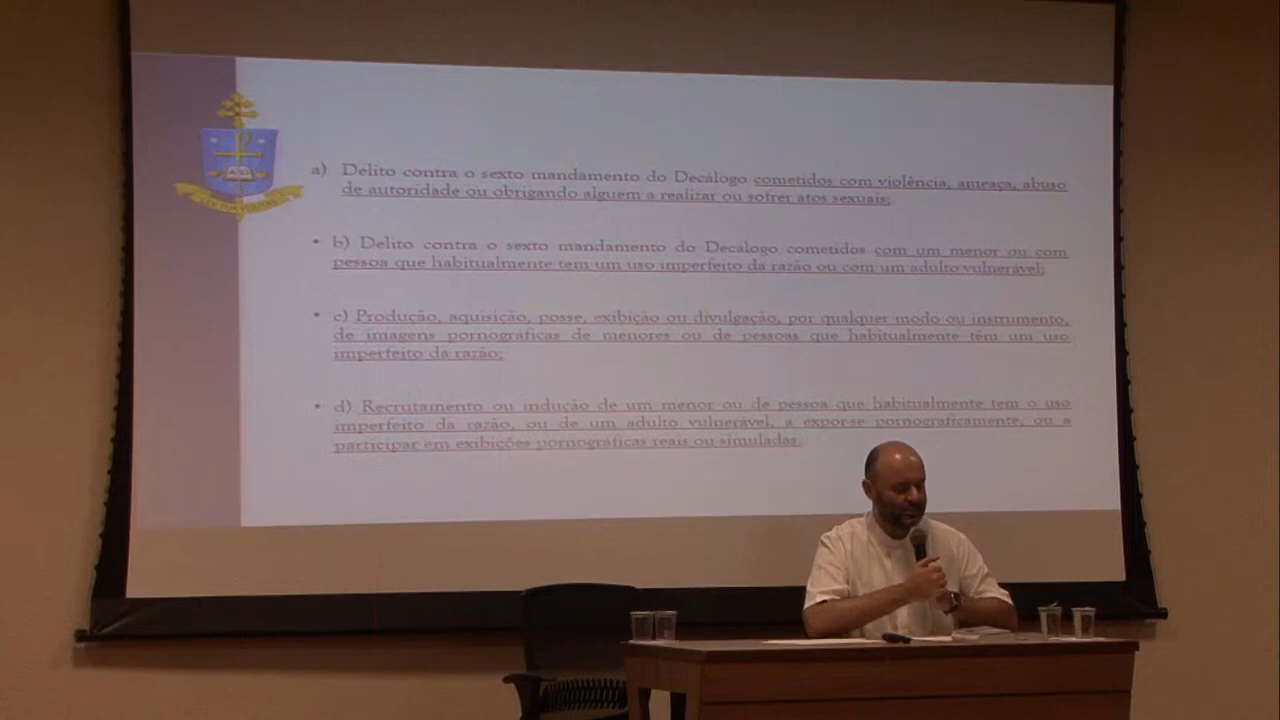 a) Delito contra o sexto mandamento do Decálogo cometidos com violência, ameaça, abuso
de autoridade ou obrigando alguem a realizar ou sofrer atos sexuais;
• b) Delito contra o sexto mandamento do Decálogo cometidos com um menor ou com
pessoa que habitualmente tem um uso imperfeito da razão ou com um adulto vulnerável;
• c) Produção, aquisição, posse, exibição ou divulgação, por qualquer modo ou instrumento,
de imagens pornográficas de menores ou de pessoas que habitualmente têm um uso
imperfeito da razão;
• d) Recrutamento ou indução de um menor ou de pessoa que habitualmente tem o uso
imperfeito da razão, ou de um adulto vulnerável, a expor-se pornograficamente, ou a
participar em exibições pornográficas reais ou simuladas.